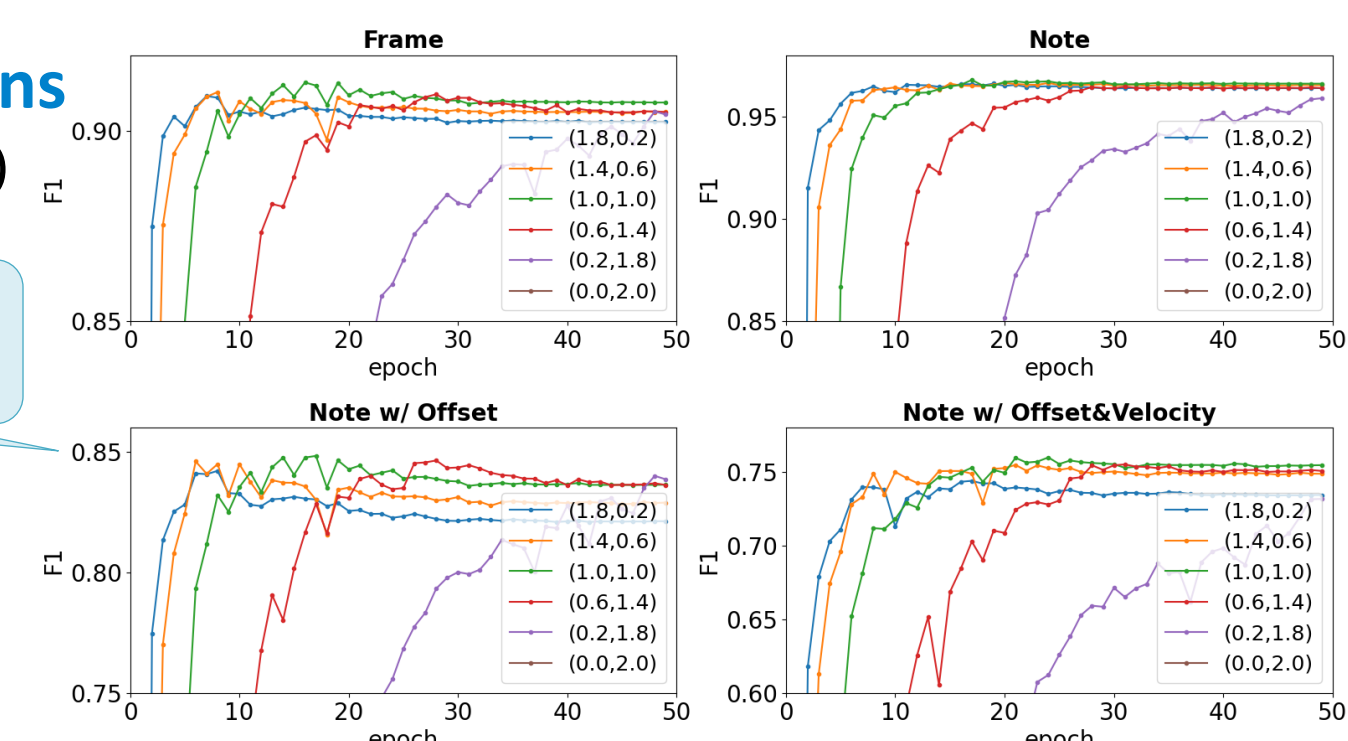 ns
)
Frame
0.90
0.85
F1
0 10 20 30 40 50
epoch
(1.8,0.2)
(1.4,0.6)
(1.0,1.0)
(0.6,1.4)
(0.2,1.8)
(0.0,2.0)
Note
0.95
0.90
0.85
F1
0 10 20 30 40 50
epoch
(1.8,0.2)
(1.4,0.6)
(1.0,1.0)
(0.6,1.4)
(0.2,1.8)
(0.0,2.0)
Note w/ Offset
0.85
0.80
0.75
F1
0 10 20 30 40 50
epoch
(1.8,0.2)
(1.4,0.6)
(1.0,1.0)
(0.6,1.4)
(0.2,1.8)
(0.0,2.0)
Note w/ Offset&Velocity
0.75
0.70
0.65
0.60
F1
0 10 20 30 40 50
epoch
(1.8,0.2)
(1.4,0.6)
(1.0,1.0)
(0.6,1.4)
(0.2,1.8)
(0.0,2.0)